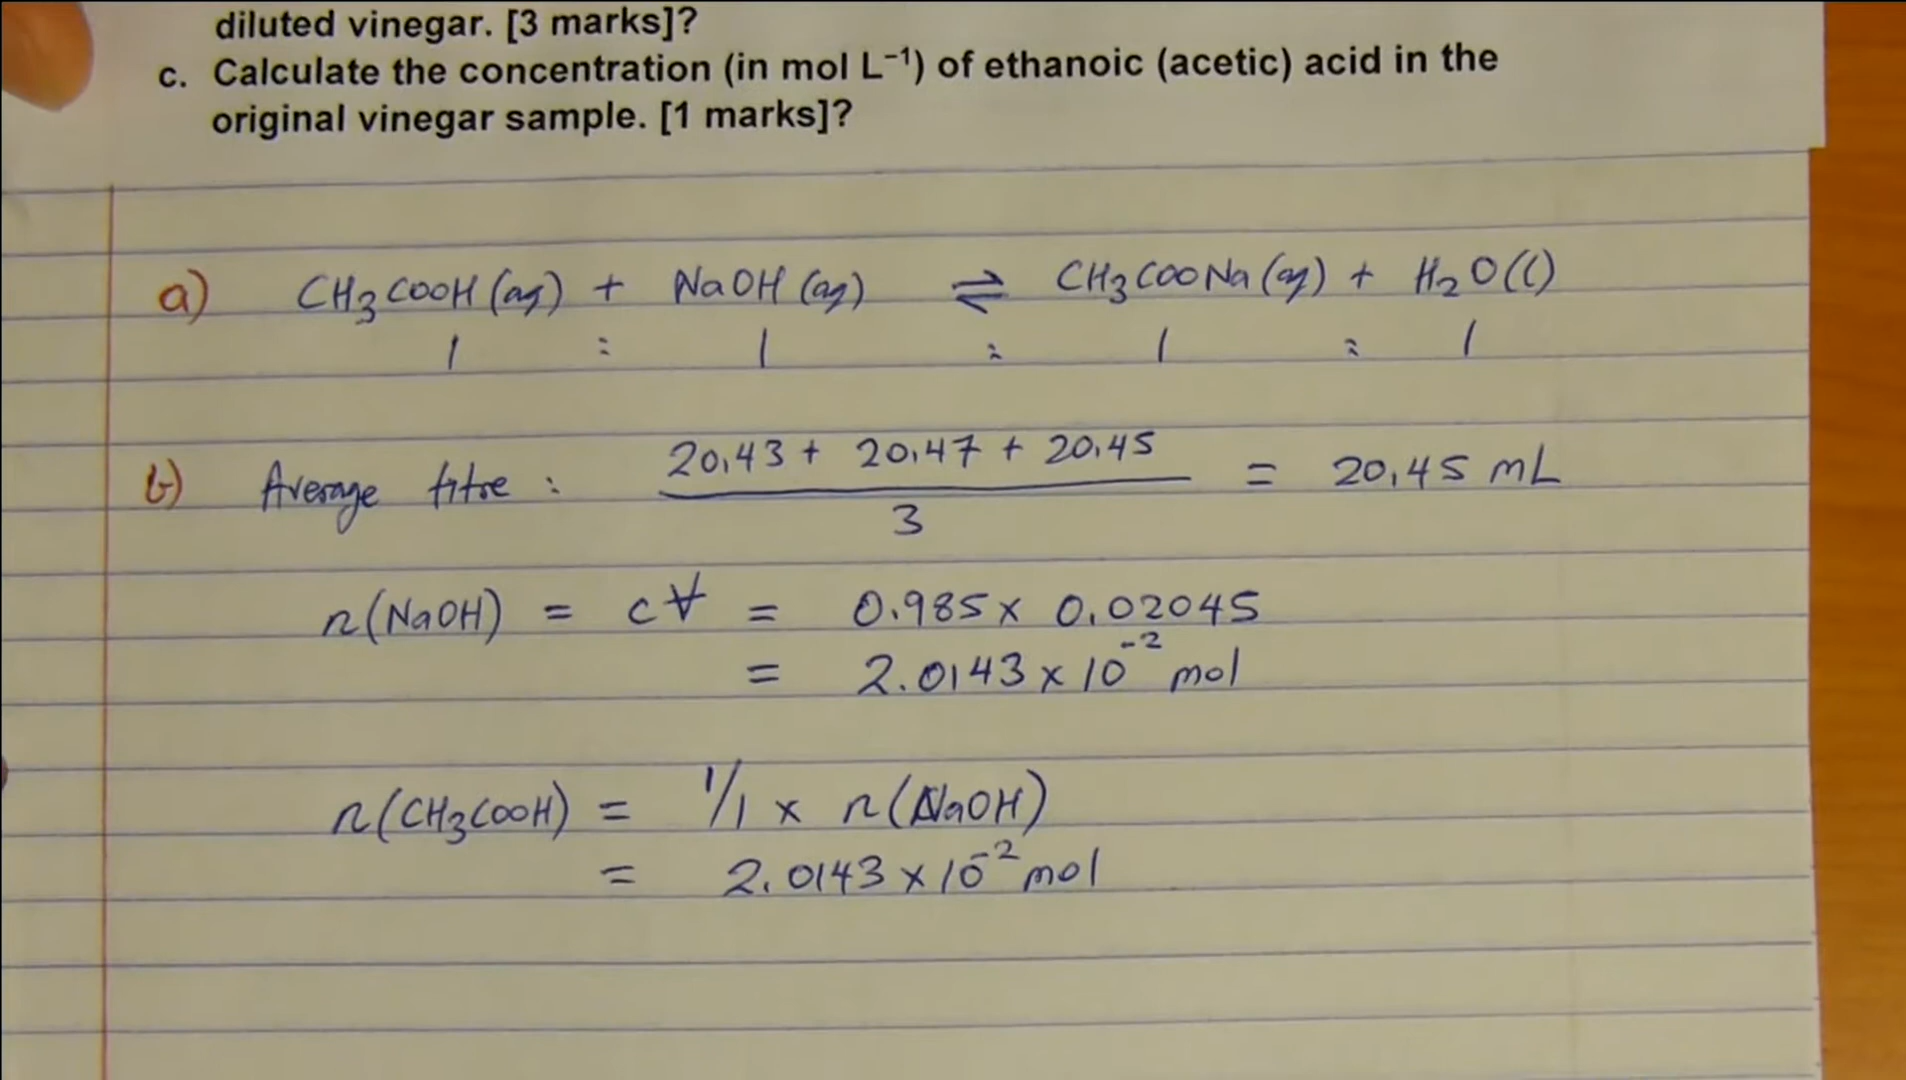 diluted vinegar. [3 marks]?
c. Calculate the concentration (in mol L⁻¹) of ethanoic (acetic) acid in the
original vinegar sample. [1 marks]?
a) CH₃COOH (aq) + NaOH (aq) ⇌ CH₃COONa (aq) + H₂O(l)
1 : 1 : 1 : 1
b) Average titre : (20.43 + 20.47 + 20.45) / 3 = 20.45 mL
n(NaOH) = cV = 0.985 x 0.02045
= 2.0143 x 10⁻² mol
n(CH₃COOH) = 1/1 x n(NaOH)
= 2.0143 x 10⁻² mol